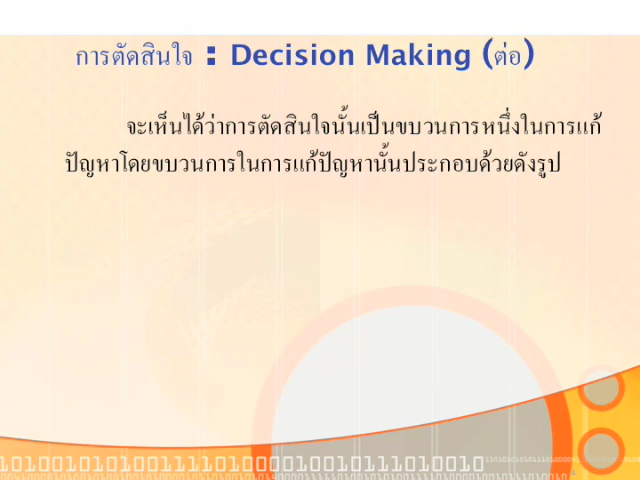 การตัดสินใจ : Decision Making (ต่อ)
จะเห็นได้ว่าการตัดสินใจนั้นเป็นขบวนการหนึ่งในการแก้
ปัญหาโดยขบวนการในการแก้ปัญหานั้นประกอบด้วยดังรูป
101001010100111101000010010111010010